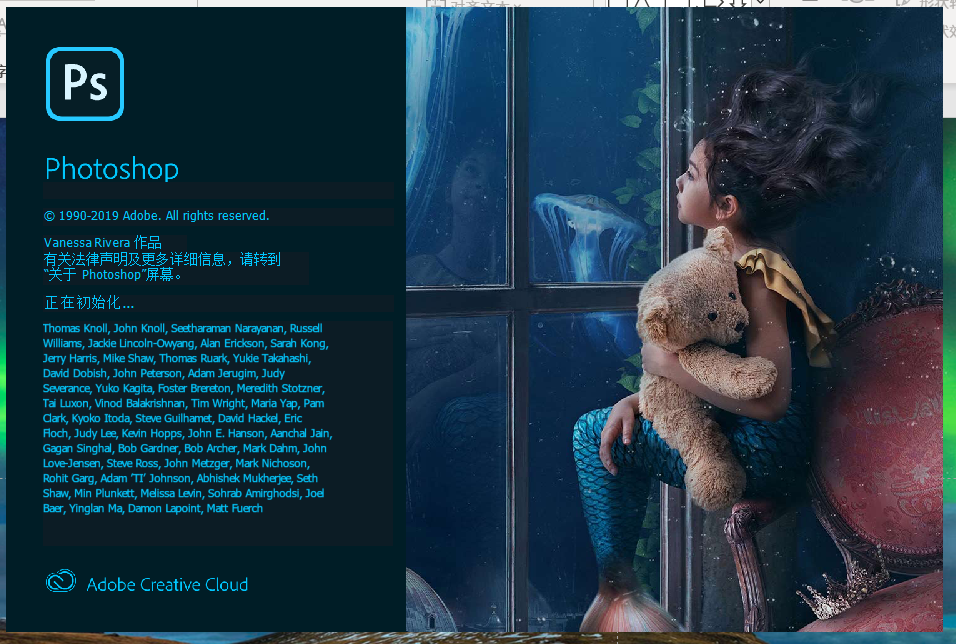 对齐文本
Ps
Photoshop
© 1990-2019 Adobe. All rights reserved.
Vanessa Rivera 作品
有关法律声明及更多详细信息，请转到
“关于 Photoshop”屏幕。
正在初始化...
Thomas Knoll, John Knoll, Seetharaman Narayanan, Russell
Williams, Jackie Lincoln-Owyang, Alan Erickson, Sarah Kong,
Jerry Harris, Mike Shaw, Thomas Ruark, Yukie Takahashi,
David Dobish, John Peterson, Adam Jerugim, Judy
Severance, Yuko Kagita, Foster Brereton, Meredith Stotzner,
Tai Luxon, Vinod Balakrishnan, Tim Wright, Maria Yap, Pam
Clark, Kyoko Itoda, Steve Guilhamet, David Hackel, Eric
Floch, Judy Lee, Kevin Hopps, John E. Hanson, Aanchal Jain,
Gagan Singhal, Bob Gardner, Bob Archer, Mark Dahm, John
Love-Jensen, Steve Ross, John Metzger, Mark Nichoson,
Rohit Garg, Adam ‘TI’ Johnson, Abhishek Mukherjee, Seth
Shaw, Min Plunkett, Melissa Levin, Sohrab Amirghodsi, Joel
Baer, Yinglan Ma, Damon Lapoint, Matt Fuerch
Adobe Creative Cloud